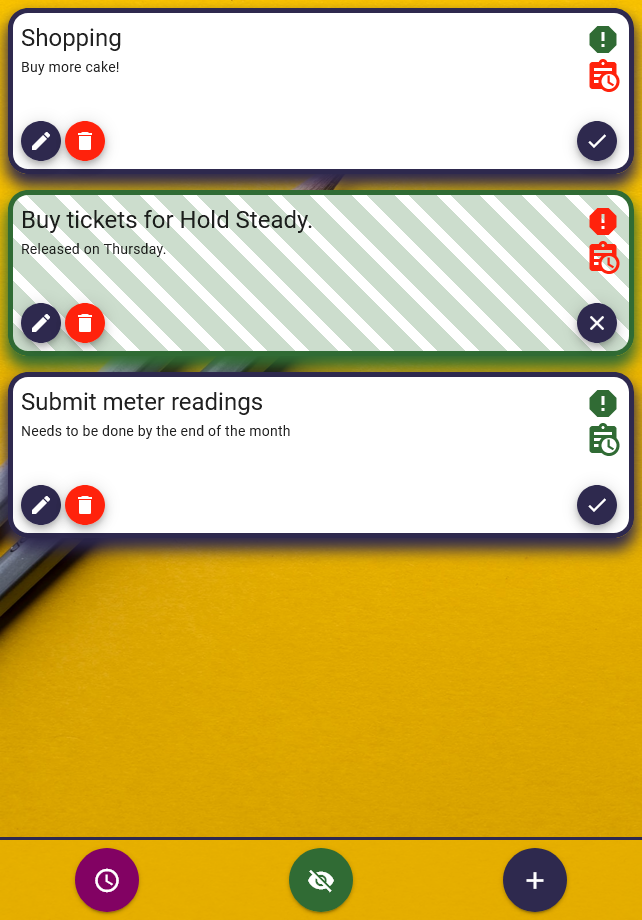 Shopping
Buy more cake!
Buy tickets for Hold Steady.
Released on Thursday.
Submit meter readings
Needs to be done by the end of the month